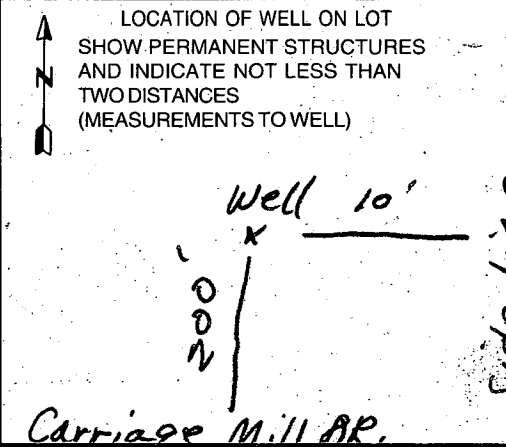 LOCATION OF WELL ON LOT
SHOW PERMANENT STRUCTURES
AND INDICATE NOT LESS THAN
TWO DISTANCES
(MEASUREMENTS TO WELL)
N
Well 10'
x
200'
Carriage Mill RR.